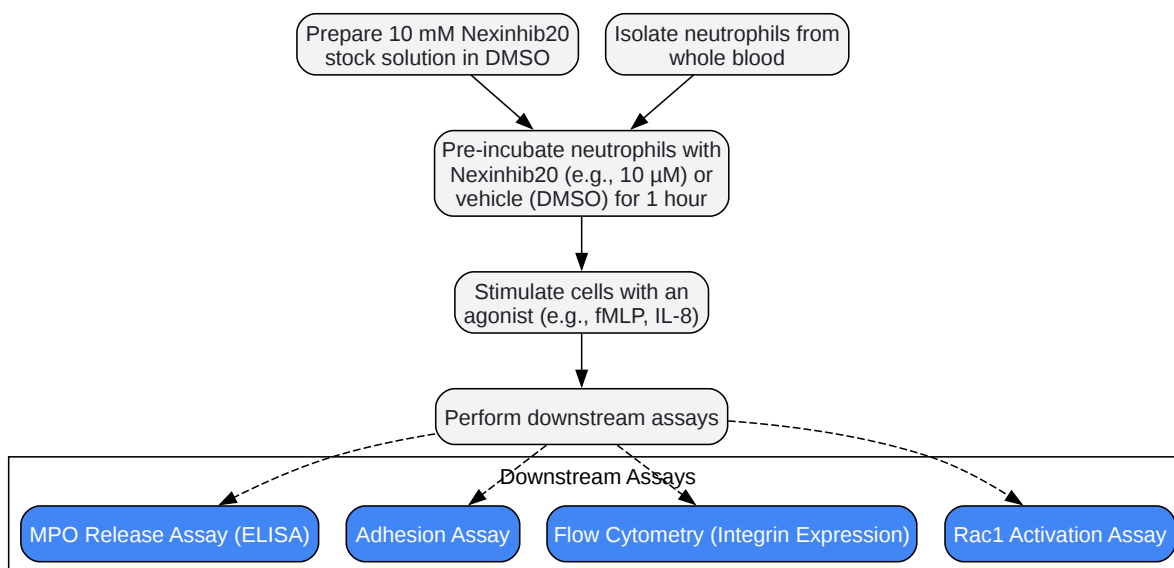 Prepare 10 mM Nexinhib20
stock solution in DMSO
Isolate neutrophils from
whole blood
Pre-incubate neutrophils with
Nexinhib20 (e.g., 10 µM) or
vehicle (DMSO) for 1 hour
Stimulate cells with an
agonist (e.g., fMLP, IL-8)
Perform downstream assays
Downstream Assays
MPO Release Assay (ELISA)
Adhesion Assay
Flow Cytometry (Integrin Expression)
Rac1 Activation Assay